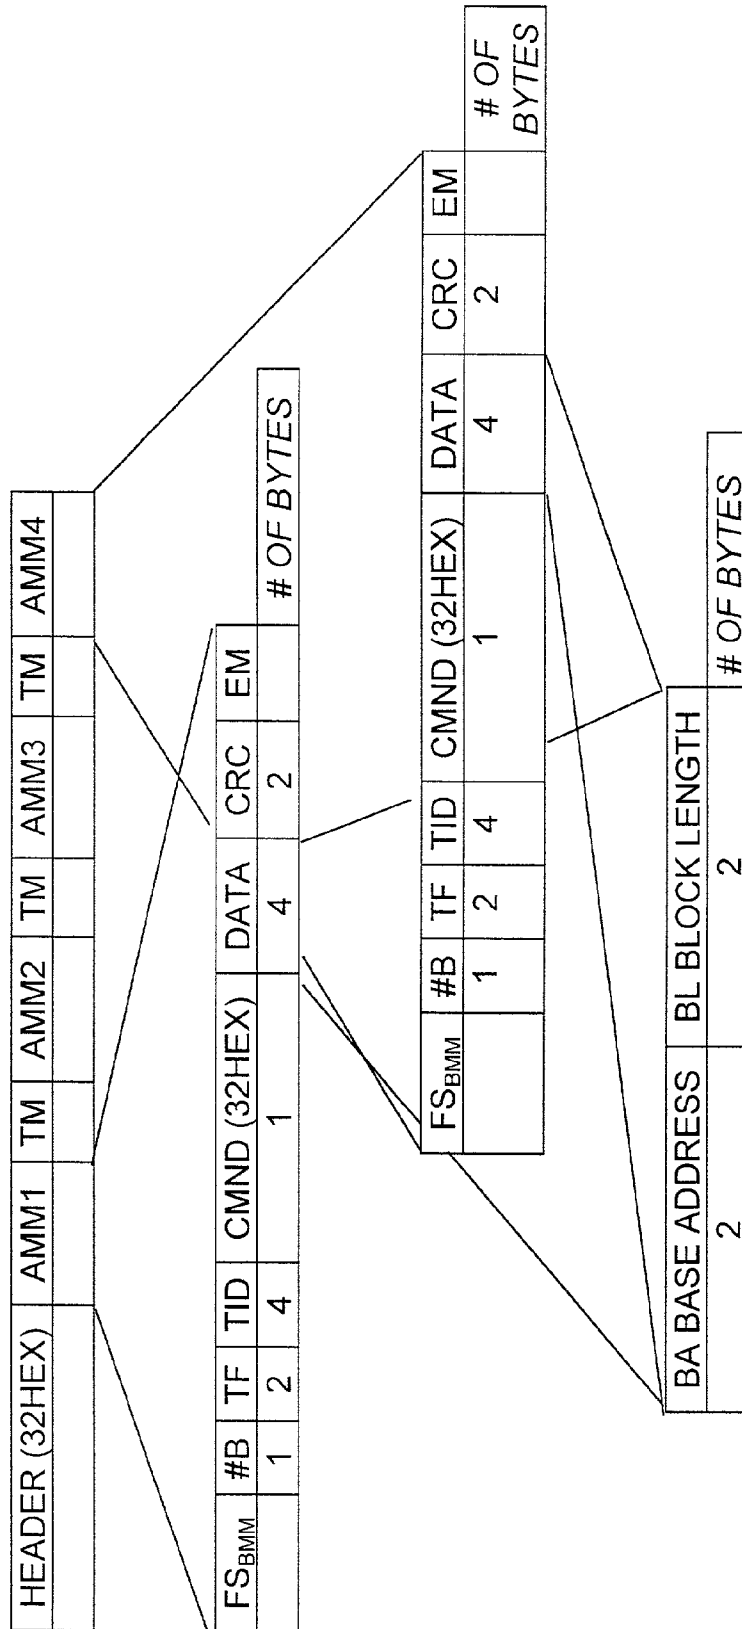 HEADER (32HEX) AMM1 TM AMM2 TM AMM3 TM AMM4
FSBMM #B TF TID CMND (32HEX) DATA CRC EM
1 2 4 1 4 2 # OF BYTES
FSBMM #B TF TID CMND (32HEX) DATA CRC EM
1 2 4 1 4 2 # OF BYTES
BA BASE ADDRESS BL BLOCK LENGTH
2 2 # OF BYTES